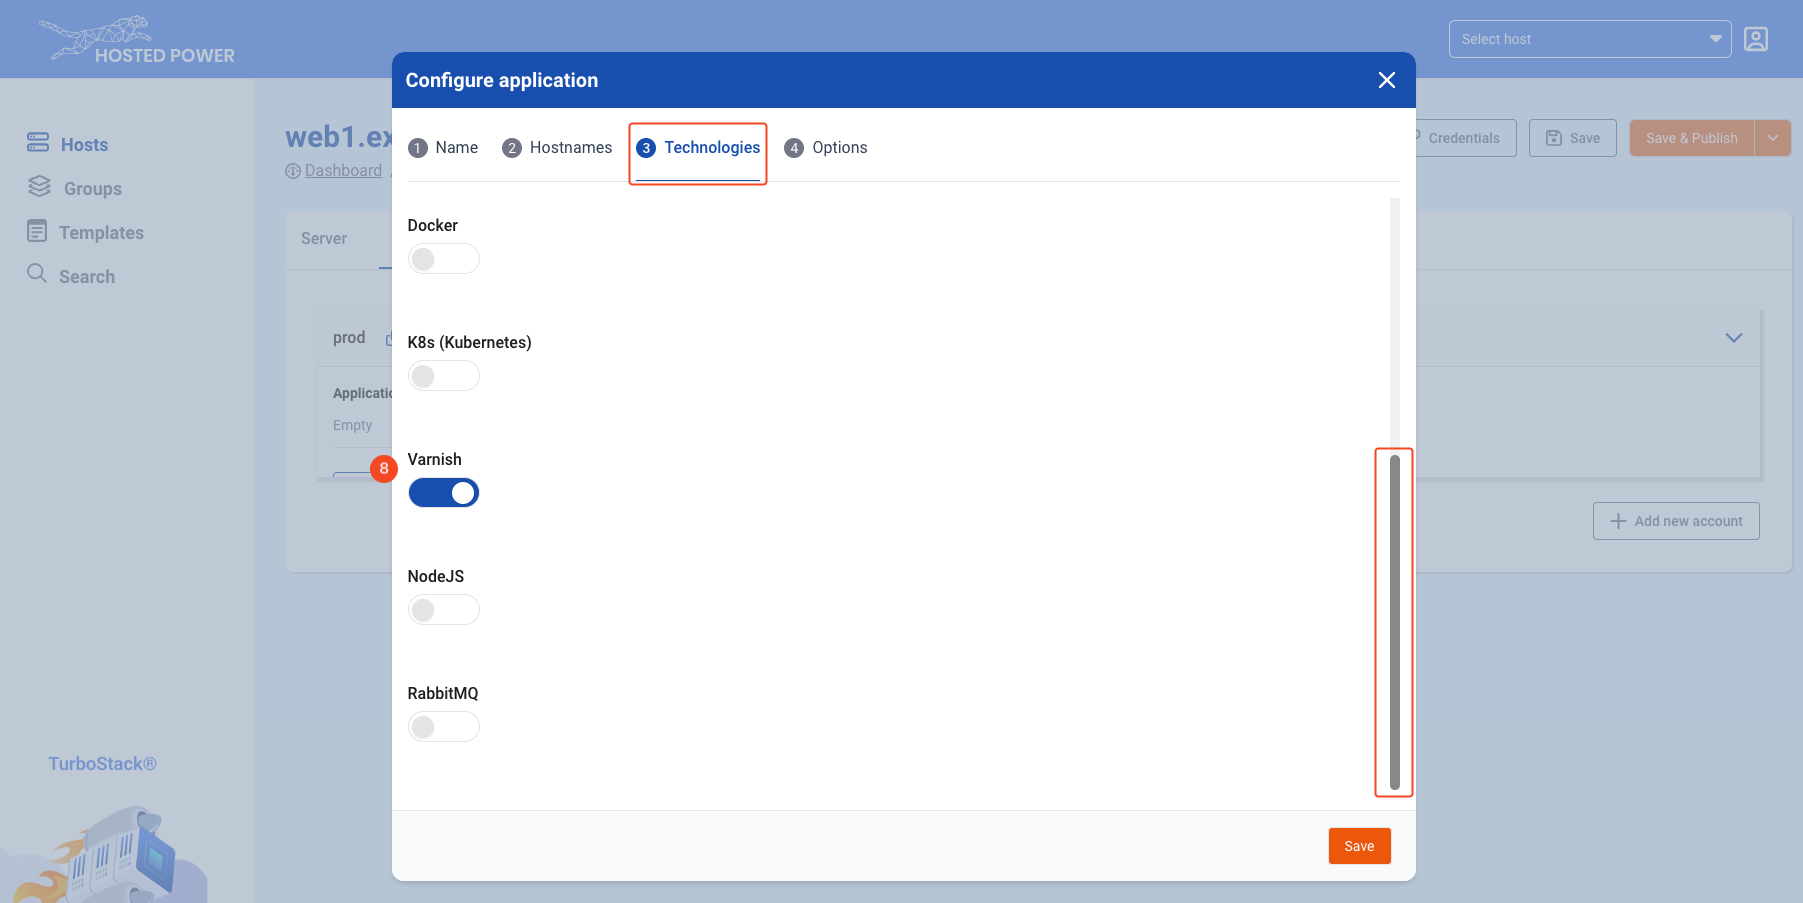 HOSTED POWER
Select host
Configure application
Hosts
Groups
Templates
Search
web1.ex
Dashboard
Credentials
Save
Save & Publish
1 Name
2 Hostnames
3 Technologies
4 Options
Server
Docker
K8s (Kubernetes)
prod
Applicatio
Empty
8
Varnish
Add new account
NodeJS
RabbitMQ
TurboStack®
Save